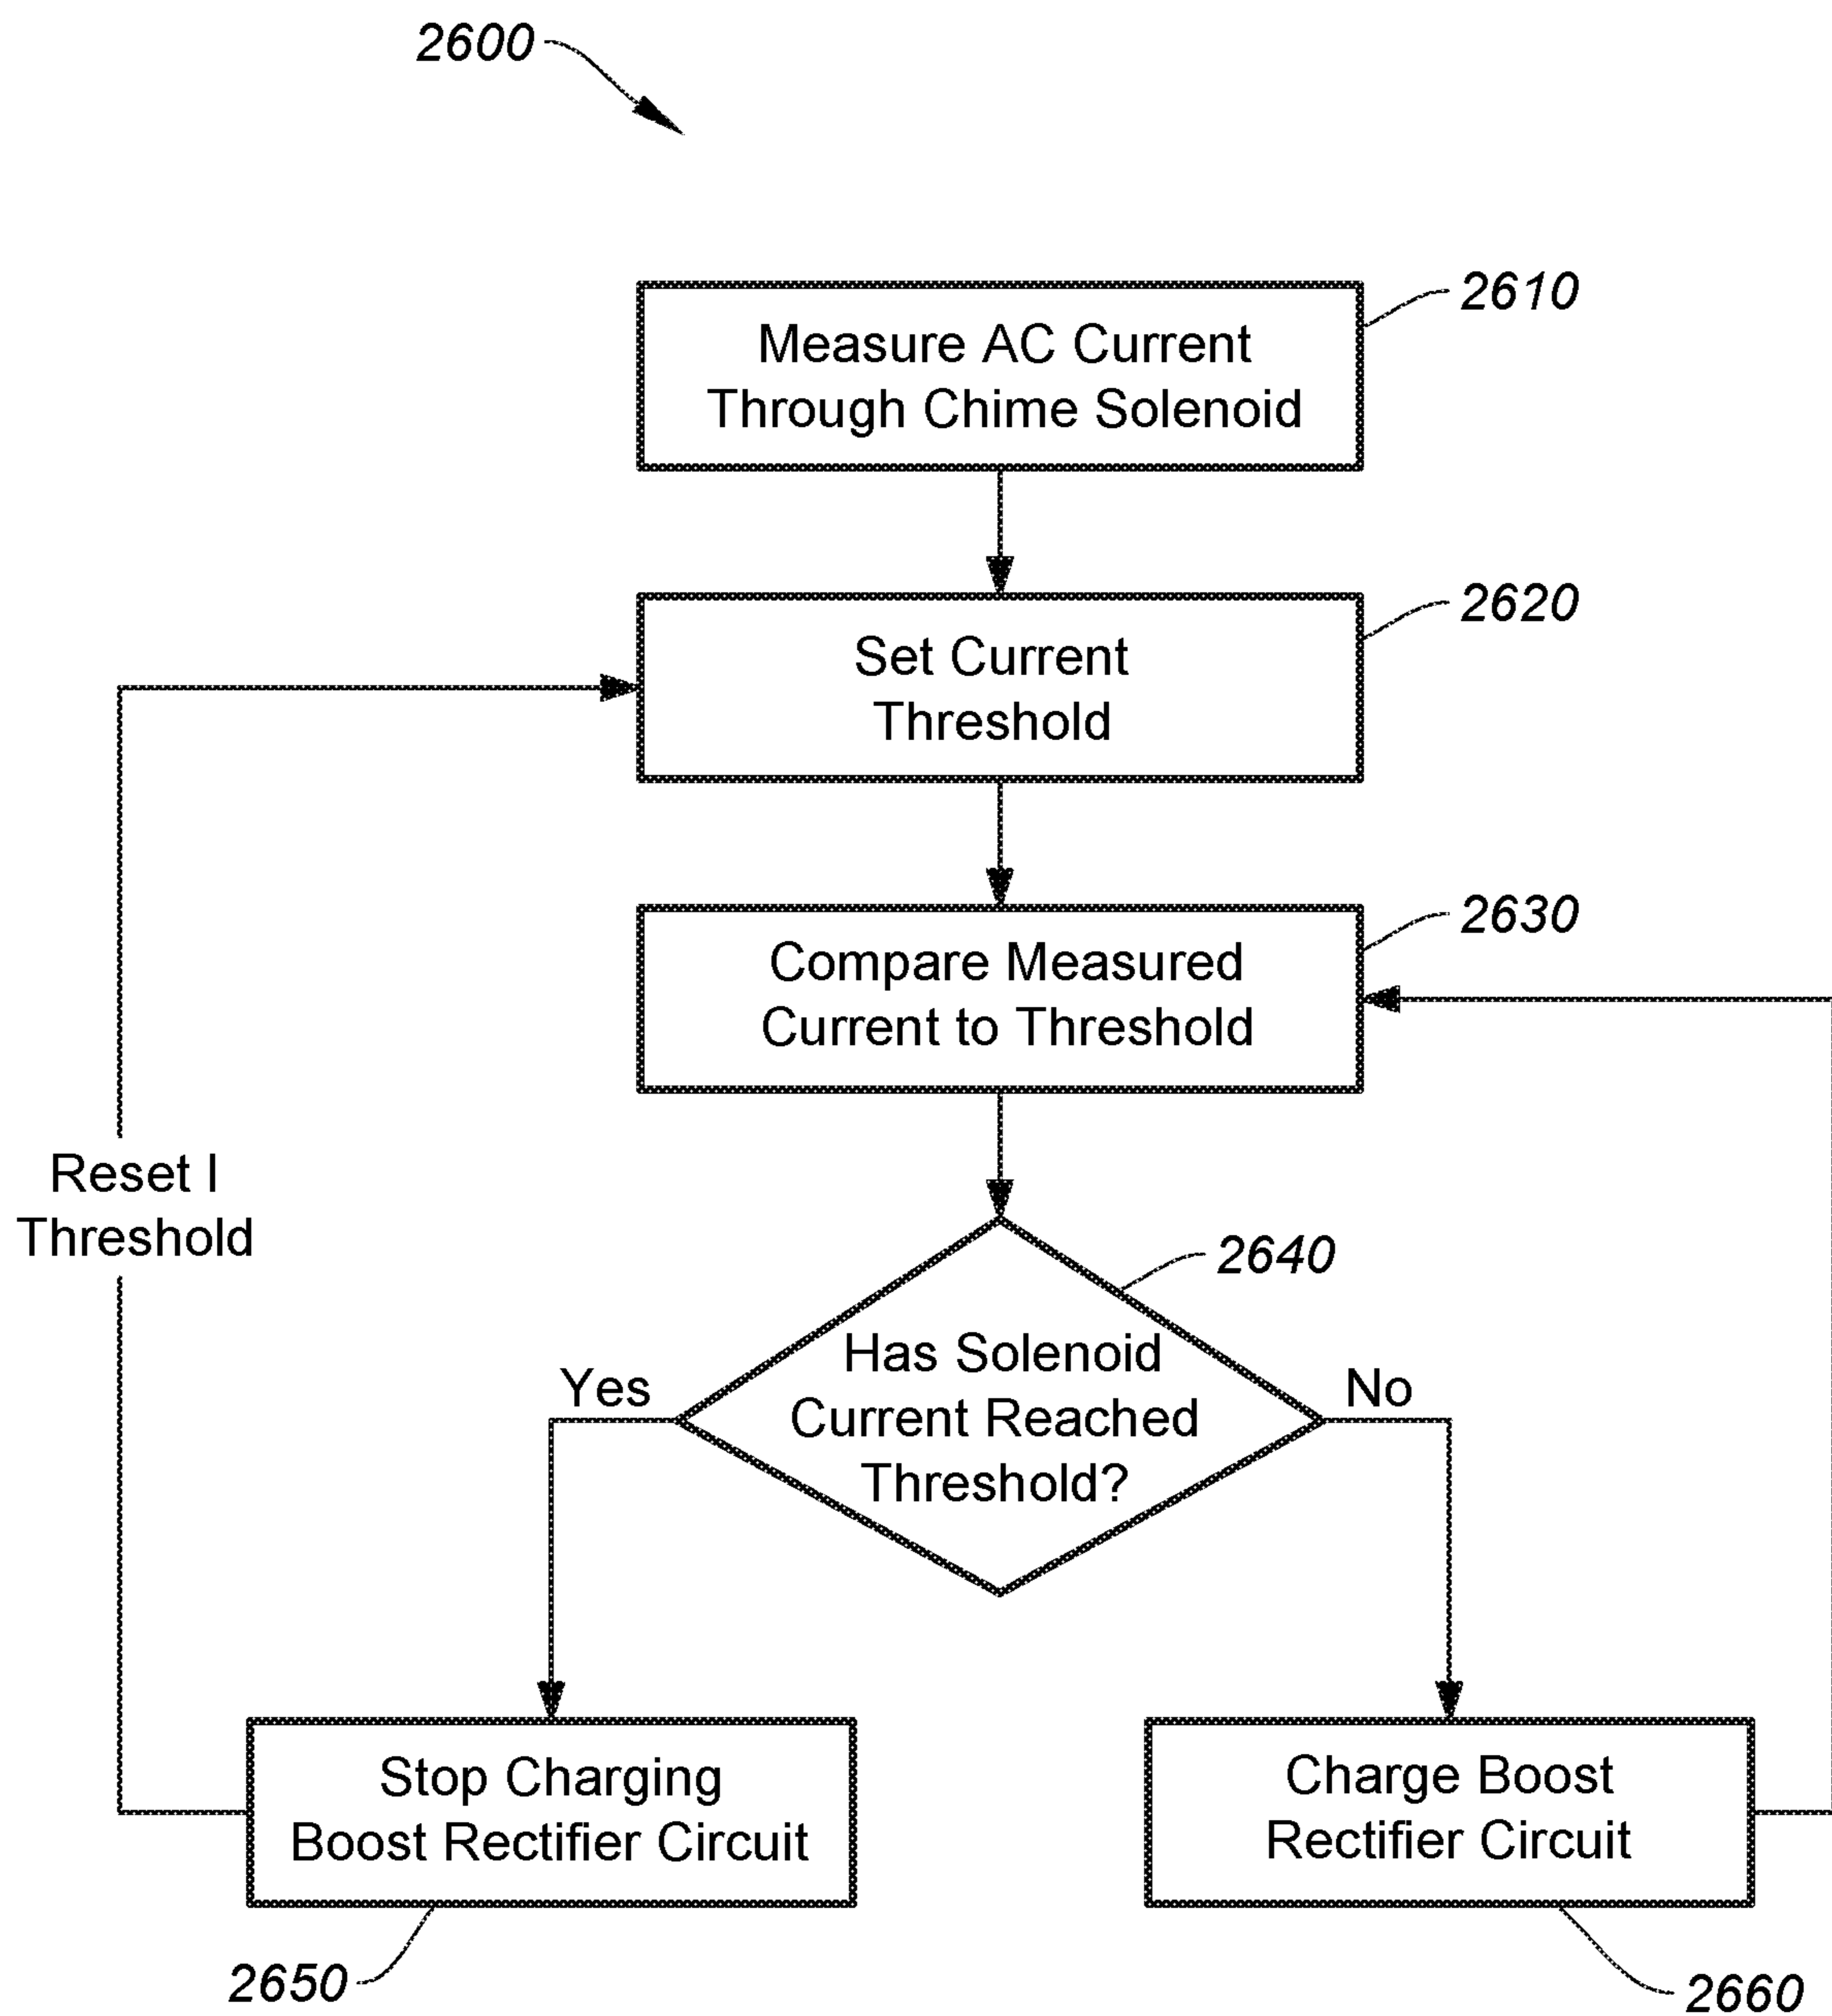 2600
Measure AC Current
Through Chime Solenoid
2610
Set Current
Threshold
2620
Compare Measured
Current to Threshold
2630
Reset I
Threshold
Has Solenoid
Current Reached
Threshold?
2640
Yes
No
Stop Charging
Boost Rectifier Circuit
2650
Charge Boost
Rectifier Circuit
2660